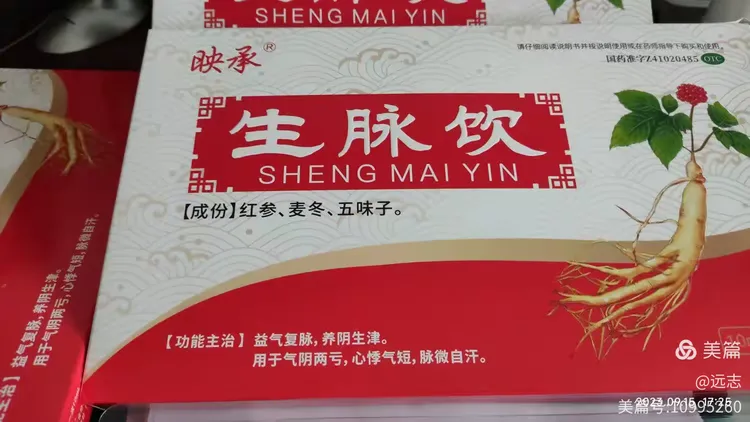 SHENG MAI YIN
映承®
请仔细阅读说明书并按说明使用或在药师指导下购买和使用。
国药准字Z41020485 OTC
生脉饮
SHENG MAI YIN
【成份】红参、麦冬、五味子。
【功能主治】益气复脉，养阴生津。
用于气阴两亏，心悸气短，脉微自汗。
益气复脉，养阴生津。
用于气阴两亏，心悸气短，脉微自汗。
美篇
@远志
2023.09.15 17:25
美篇号:10995260